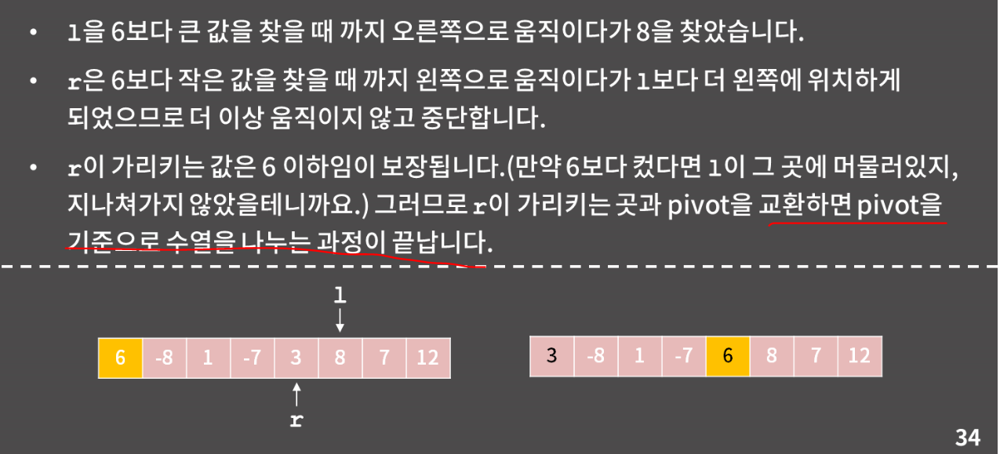 • l을 6보다 큰 값을 찾을 때 까지 오른쪽으로 움직이다가 8을 찾았습니다.
• r은 6보다 작은 값을 찾을 때 까지 왼쪽으로 움직이다가 l보다 더 왼쪽에 위치하게
되었으므로 더 이상 움직이지 않고 중단합니다.
• r이 가리키는 값은 6 이하임이 보장됩니다.(만약 6보다 컸다면 l이 그 곳에 머물러있지,
지나쳐가지 않았을테니까요.) 그러므로 r이 가리키는 곳과 pivot을 교환하면 pivot을
기준으로 수열을 나누는 과정이 끝납니다.
l
6 -8 1 -7 3 8 7 12
r
3 -8 1 -7 6 8 7 12
34